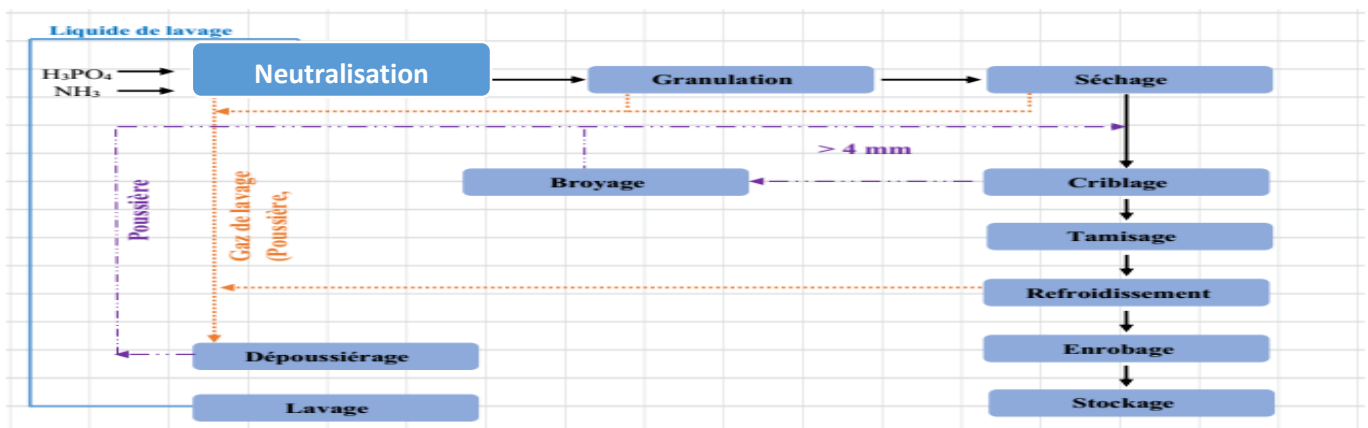 Liquide de lavage
H₃PO₄
NH₃
Neutralisation
Granulation
Séchage
> 4 mm
Broyage
Criblage
Poussière
Gaz de lavage
(Poussière,
Tamisage
Refroidissement
Dépoussiérage
Enrobage
Lavage
Stockage